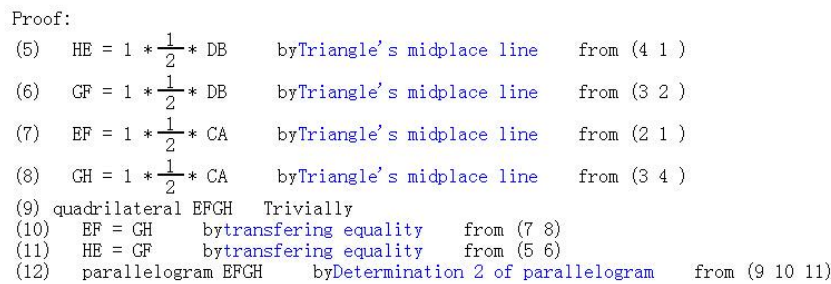 Proof:
(5) HE = 1 * 1/2 * DB byTriangle's midplace line from (4 1 )
(6) GF = 1 * 1/2 * DB byTriangle's midplace line from (3 2 )
(7) EF = 1 * 1/2 * CA byTriangle's midplace line from (2 1 )
(8) GH = 1 * 1/2 * CA byTriangle's midplace line from (3 4 )
(9) quadrilateral EFGH Trivially
(10) EF = GH bytransfering equality from (7 8)
(11) HE = GF bytransfering equality from (5 6)
(12) parallelogram EFGH byDetermination 2 of parallelogram from (9 10 11)